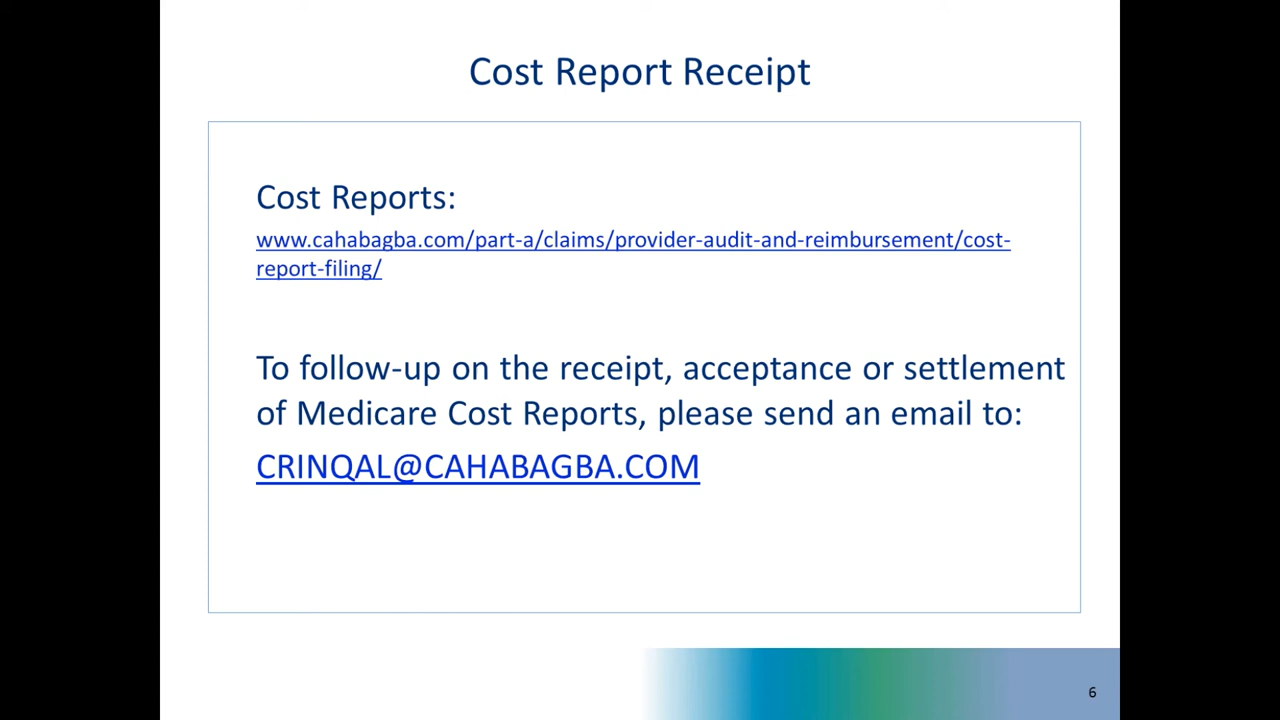 Cost Report Receipt
Cost Reports:
www.cahabagba.com/part-a/claims/provider-audit-and-reimbursement/cost-
report-filing/
To follow-up on the receipt, acceptance or settlement
of Medicare Cost Reports, please send an email to:
CRINQAL@CAHABAGBA.COM
6